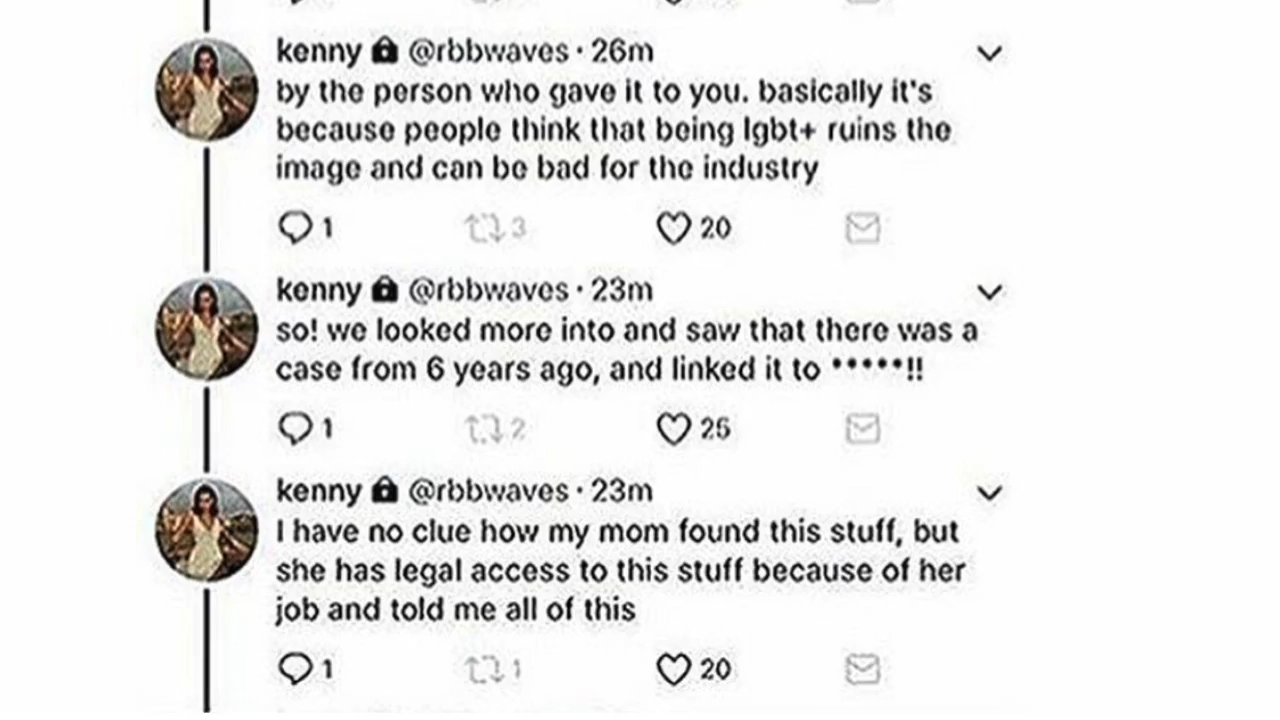 kenny @rbbwaves · 26m
by the person who gave it to you. basically it's
because people think that being lgbt+ ruins the
image and can be bad for the industry
1 3 20
kenny @rbbwaves · 23m
so! we looked more into and saw that there was a
case from 6 years ago, and linked it to *****!!
1 2 25
kenny @rbbwaves · 23m
I have no clue how my mom found this stuff, but
she has legal access to this stuff because of her
job and told me all of this
1 1 20